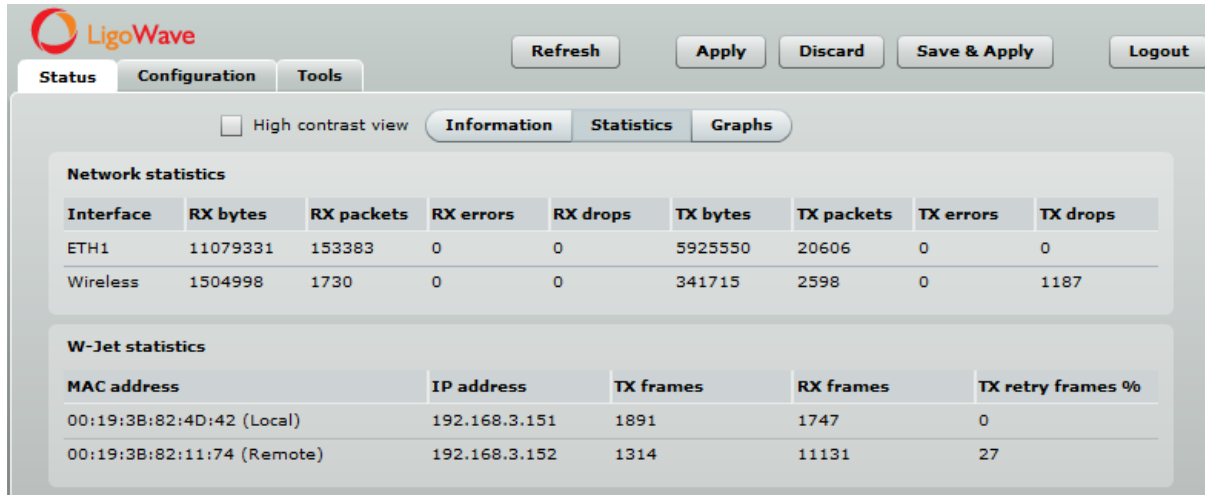 LigoWave
Refresh Apply Discard Save & Apply Logout
Status Configuration Tools
High contrast view Information Statistics Graphs
Network statistics
Interface RX bytes RX packets RX errors RX drops TX bytes TX packets TX errors TX drops
ETH1 11079331 153383 0 0 5925550 20606 0 0
Wireless 1504998 1730 0 0 341715 2598 0 1187
W-Jet statistics
MAC address IP address TX frames RX frames TX retry frames %
00:19:3B:82:4D:42 (Local) 192.168.3.151 1891 1747 0
00:19:3B:82:11:74 (Remote) 192.168.3.152 1314 11131 27